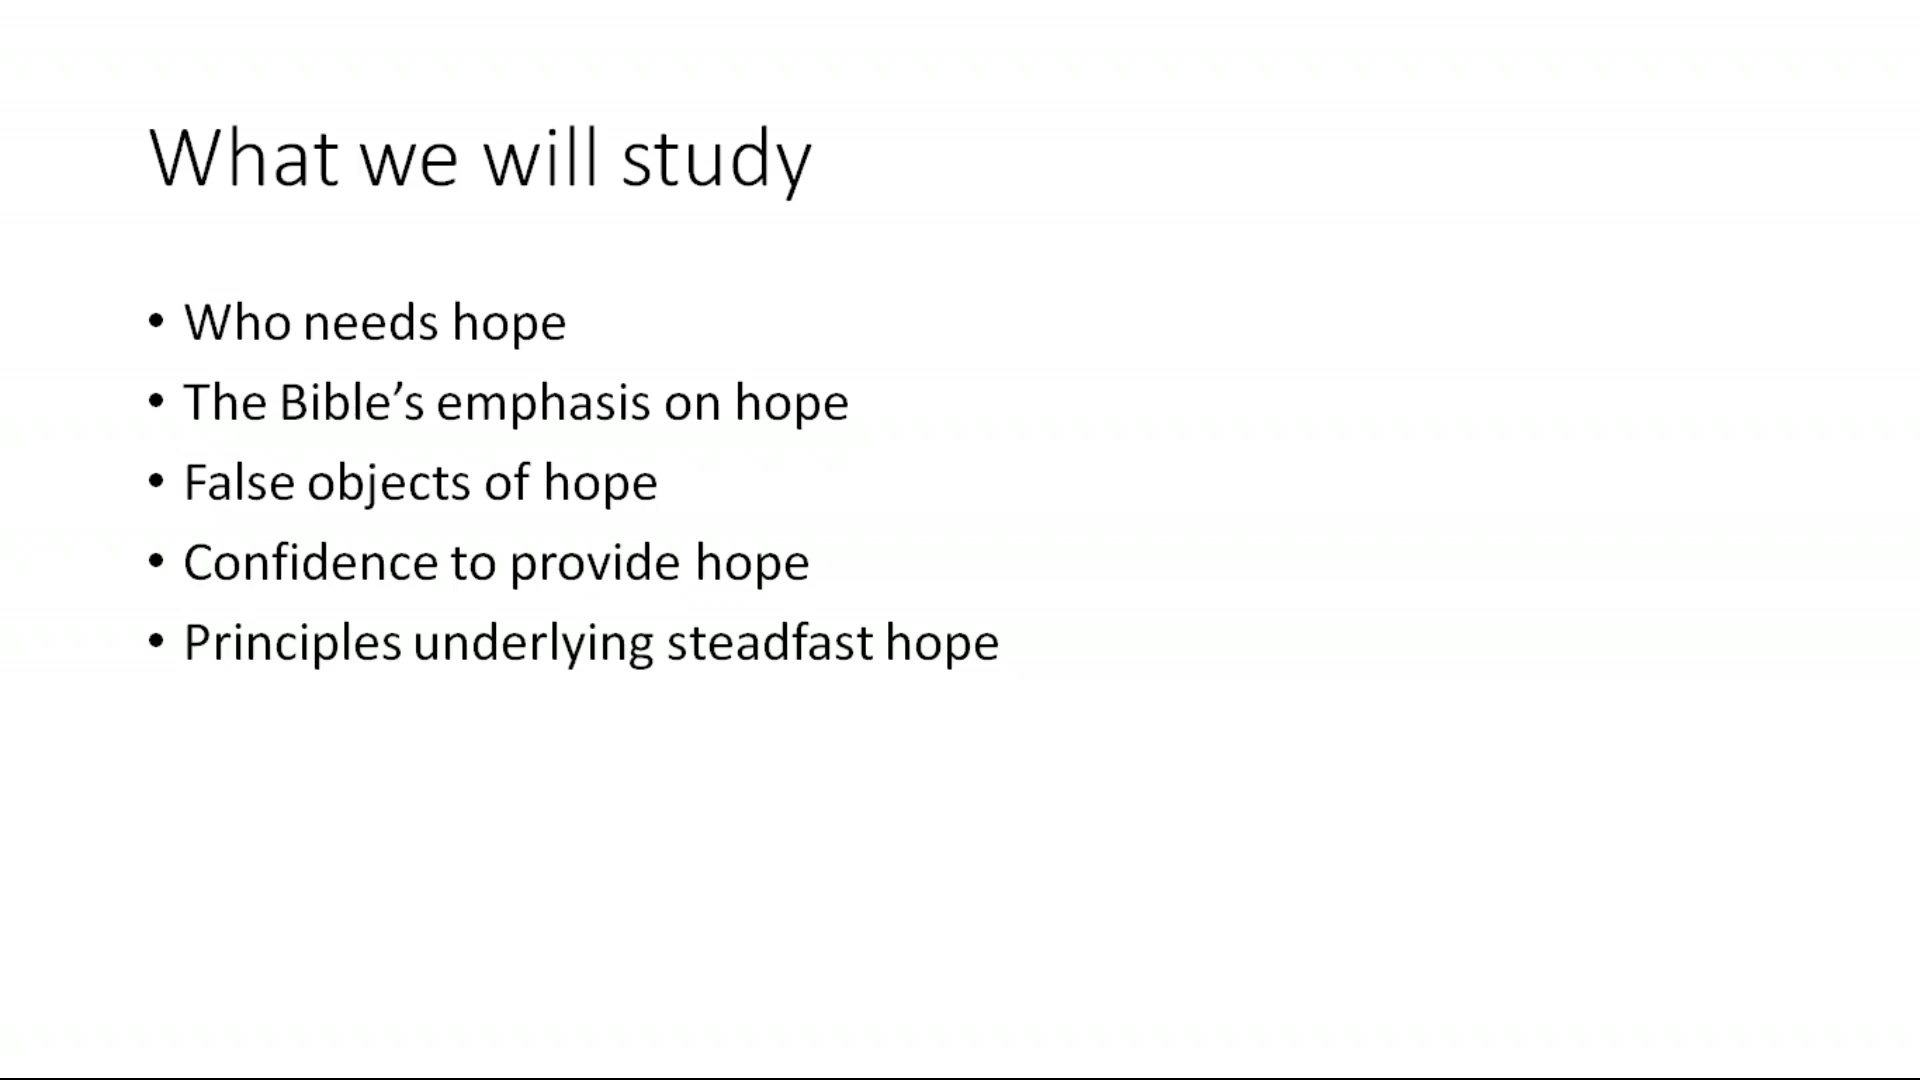 What we will study
• Who needs hope
• The Bible’s emphasis on hope
• False objects of hope
• Confidence to provide hope
• Principles underlying steadfast hope